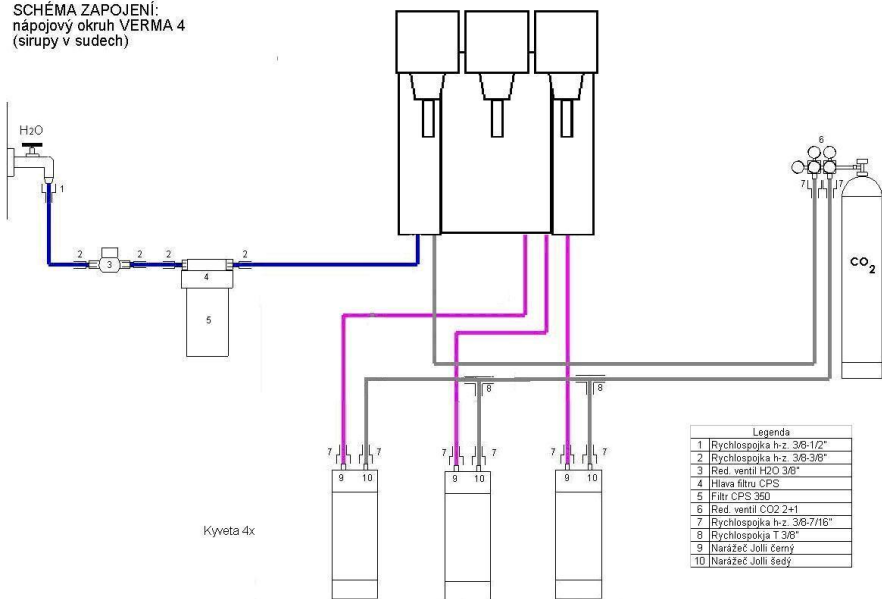 SCHÉMA ZAPOJENÍ:
nápojový okruh VERMA 4
(sirupy v sudech)
H2O
1
2
3
2
2
4
2
5
6
7
7
CO2
8
8
7
7
7
7
7
7
9
10
9
10
9
10
Kyveta 4x
Legenda
1 Rychlospojka h-z. 3/8-1/2"
2 Rychlospojka h-z. 3/8-3/8"
3 Red. ventil H2O 3/8"
4 Hlava filtru CPS
5 Filtr CPS 350
6 Red. ventil CO2 2+1
7 Rychlospojka h-z. 3/8-7/16"
8 Rychlospokja T 3/8"
9 Narážeč Jolli černý
10 Narážeč Jolli šedý